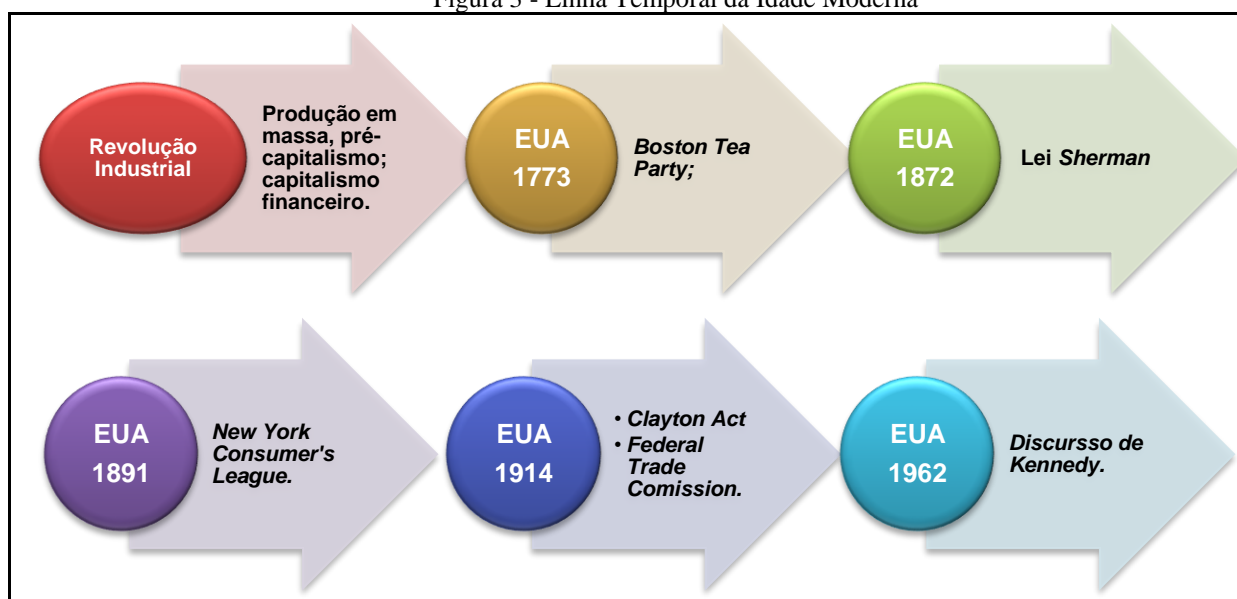 Figura 3 - Linha Temporal da Idade Moderna
Revolução
Industrial
Produção em
massa, pré-
capitalismo;
capitalismo
financeiro.
EUA
1773
Boston Tea
Party;
EUA
1872
Lei Sherman
EUA
1891
New York
Consumer's
League.
EUA
1914
• Clayton Act
• Federal
Trade
Comission.
EUA
1962
Discursso de
Kennedy.